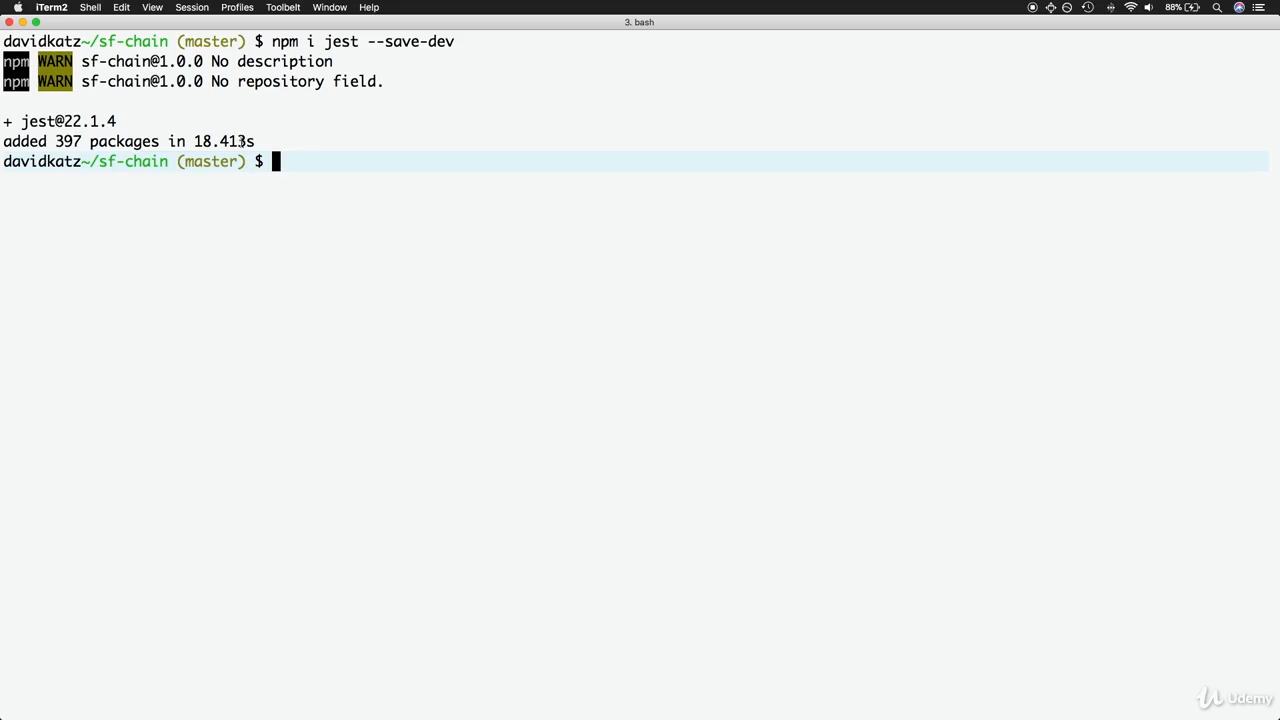 iTerm2 Shell Edit View Session Profiles Toolbelt Window Help 88%
3. bash
davidkatz~/sf-chain (master) $ npm i jest --save-dev
npm WARN sf-chain@1.0.0 No description
npm WARN sf-chain@1.0.0 No repository field.
+ jest@22.1.4
added 397 packages in 18.413s
davidkatz~/sf-chain (master) $
Udemy